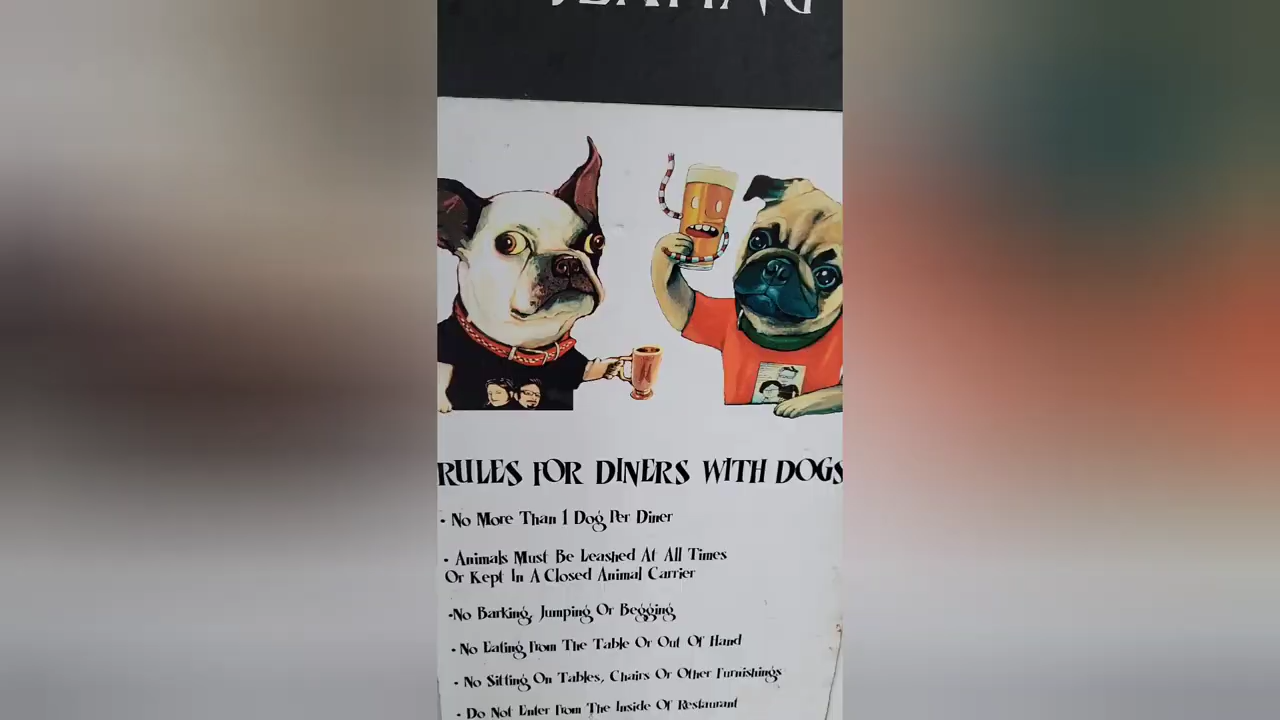 RULES FOR DINERS WITH DOGS
• No More Than 1 Dog Per Diner
• Animals Must Be Leashed At All Times
Or Kept In A Closed Animal Carrier
•No Barking, Jumping Or Begging
• No Eating From The Table Or Out Of Hand
• No Sitting On Tables, Chairs Or Other Furnishings
• Do Not Enter From The Inside Of Restaurant